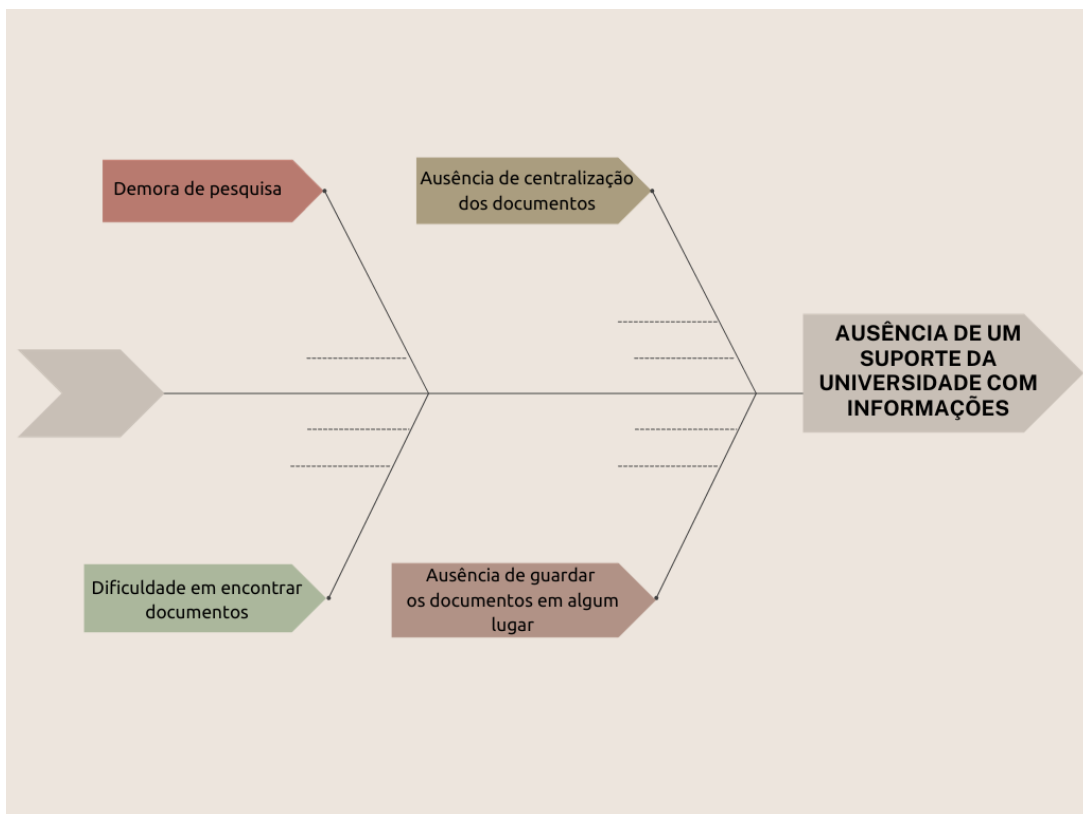 Demora de pesquisa
Ausência de centralização
dos documentos
AUSÊNCIA DE UM
SUPORTE DA
UNIVERSIDADE COM
INFORMAÇÕES
Dificuldade em encontrar
documentos
Ausência de guardar
os documentos em algum
lugar